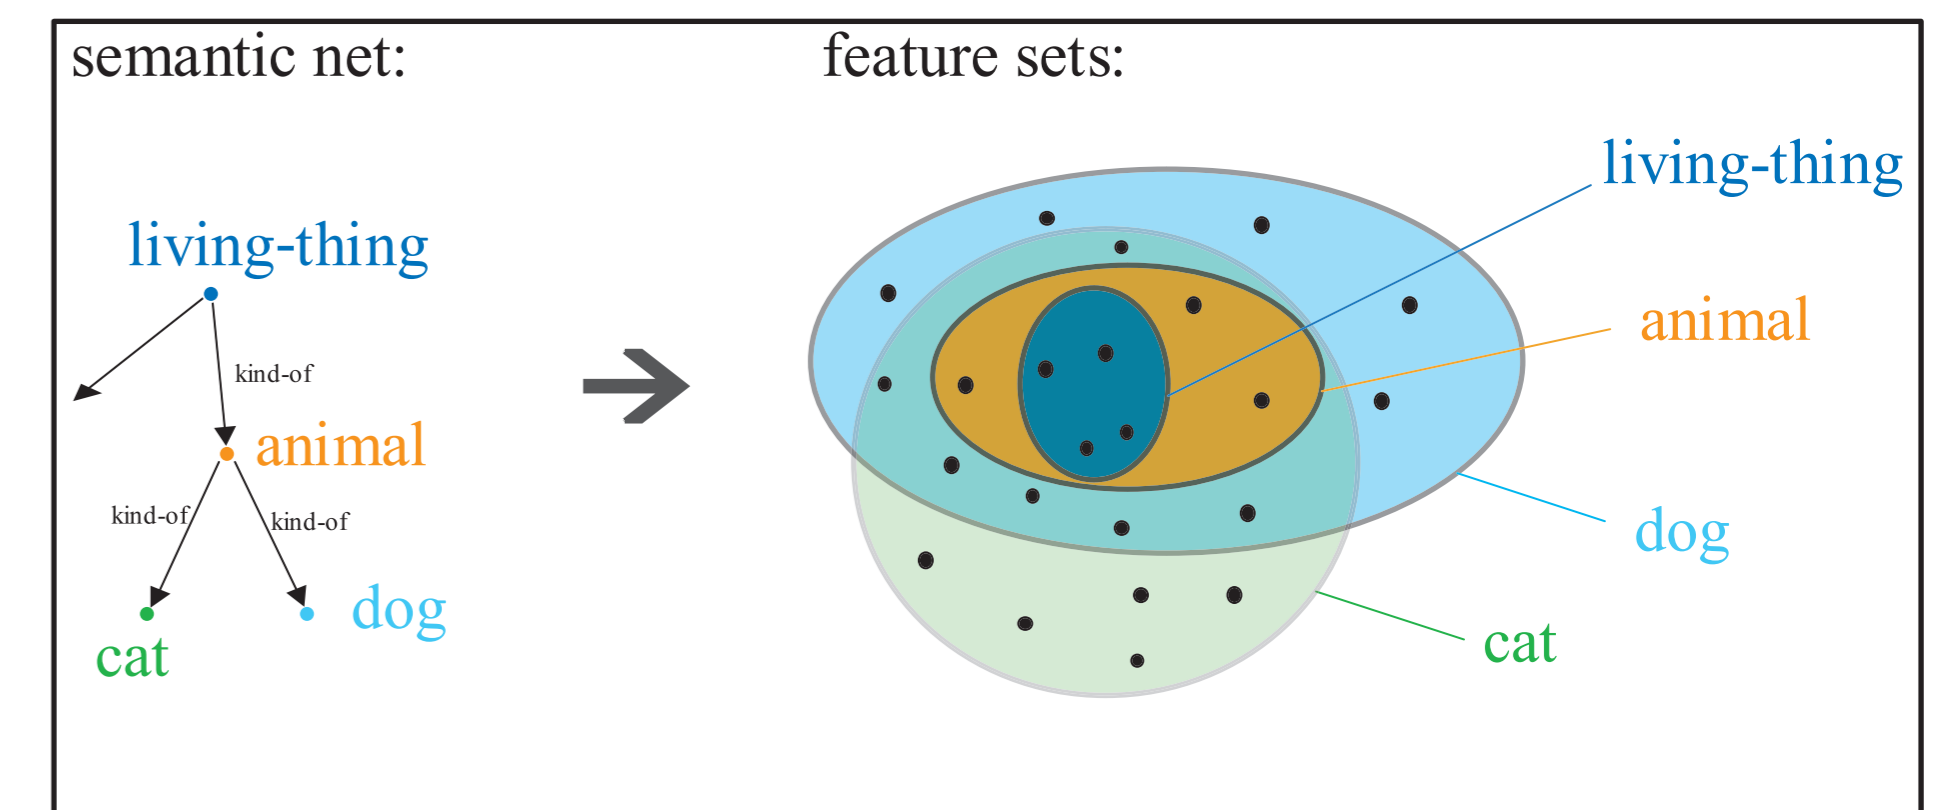 semantic net:
feature sets:
living-thing
kind-of
animal
kind-of
kind-of
dog
cat
living-thing
animal
dog
cat